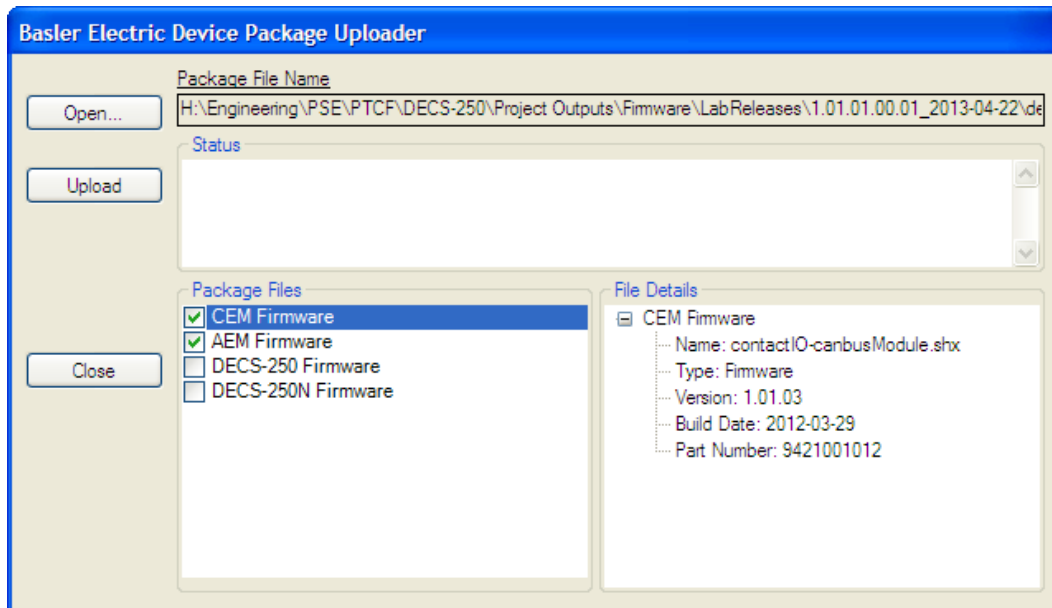 Basler Electric Device Package Uploader
Package File Name
Open...
H:\Engineering\PSE\PTCF\DECS-250\Project Outputs\Firmware\LabReleases\1.01.01.00.01_2013-04-22\de
Status
Upload
Package Files
CEM Firmware
AEM Firmware
DECS-250 Firmware
DECS-250N Firmware
Close
File Details
CEM Firmware
Name: contactIO-canbusModule.shx
Type: Firmware
Version: 1.01.03
Build Date: 2012-03-29
Part Number: 9421001012